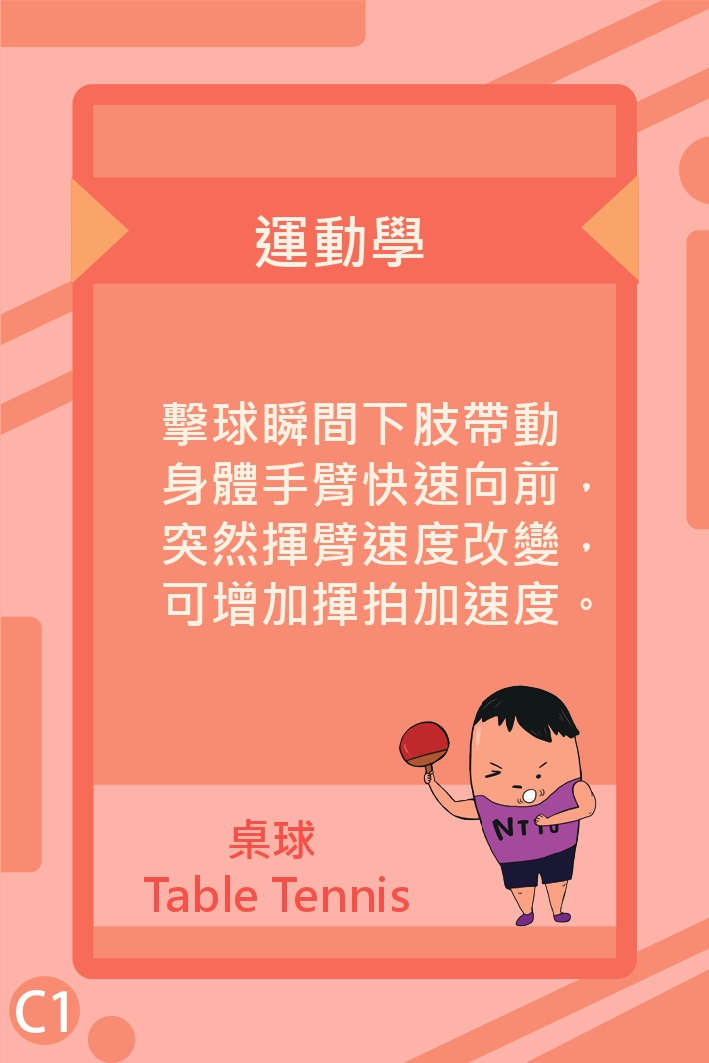 運動學
擊球瞬間下肢帶動
身體手臂快速向前，
突然揮臂速度改變，
可增加揮拍加速度。
NTTU
桌球
Table Tennis
C1